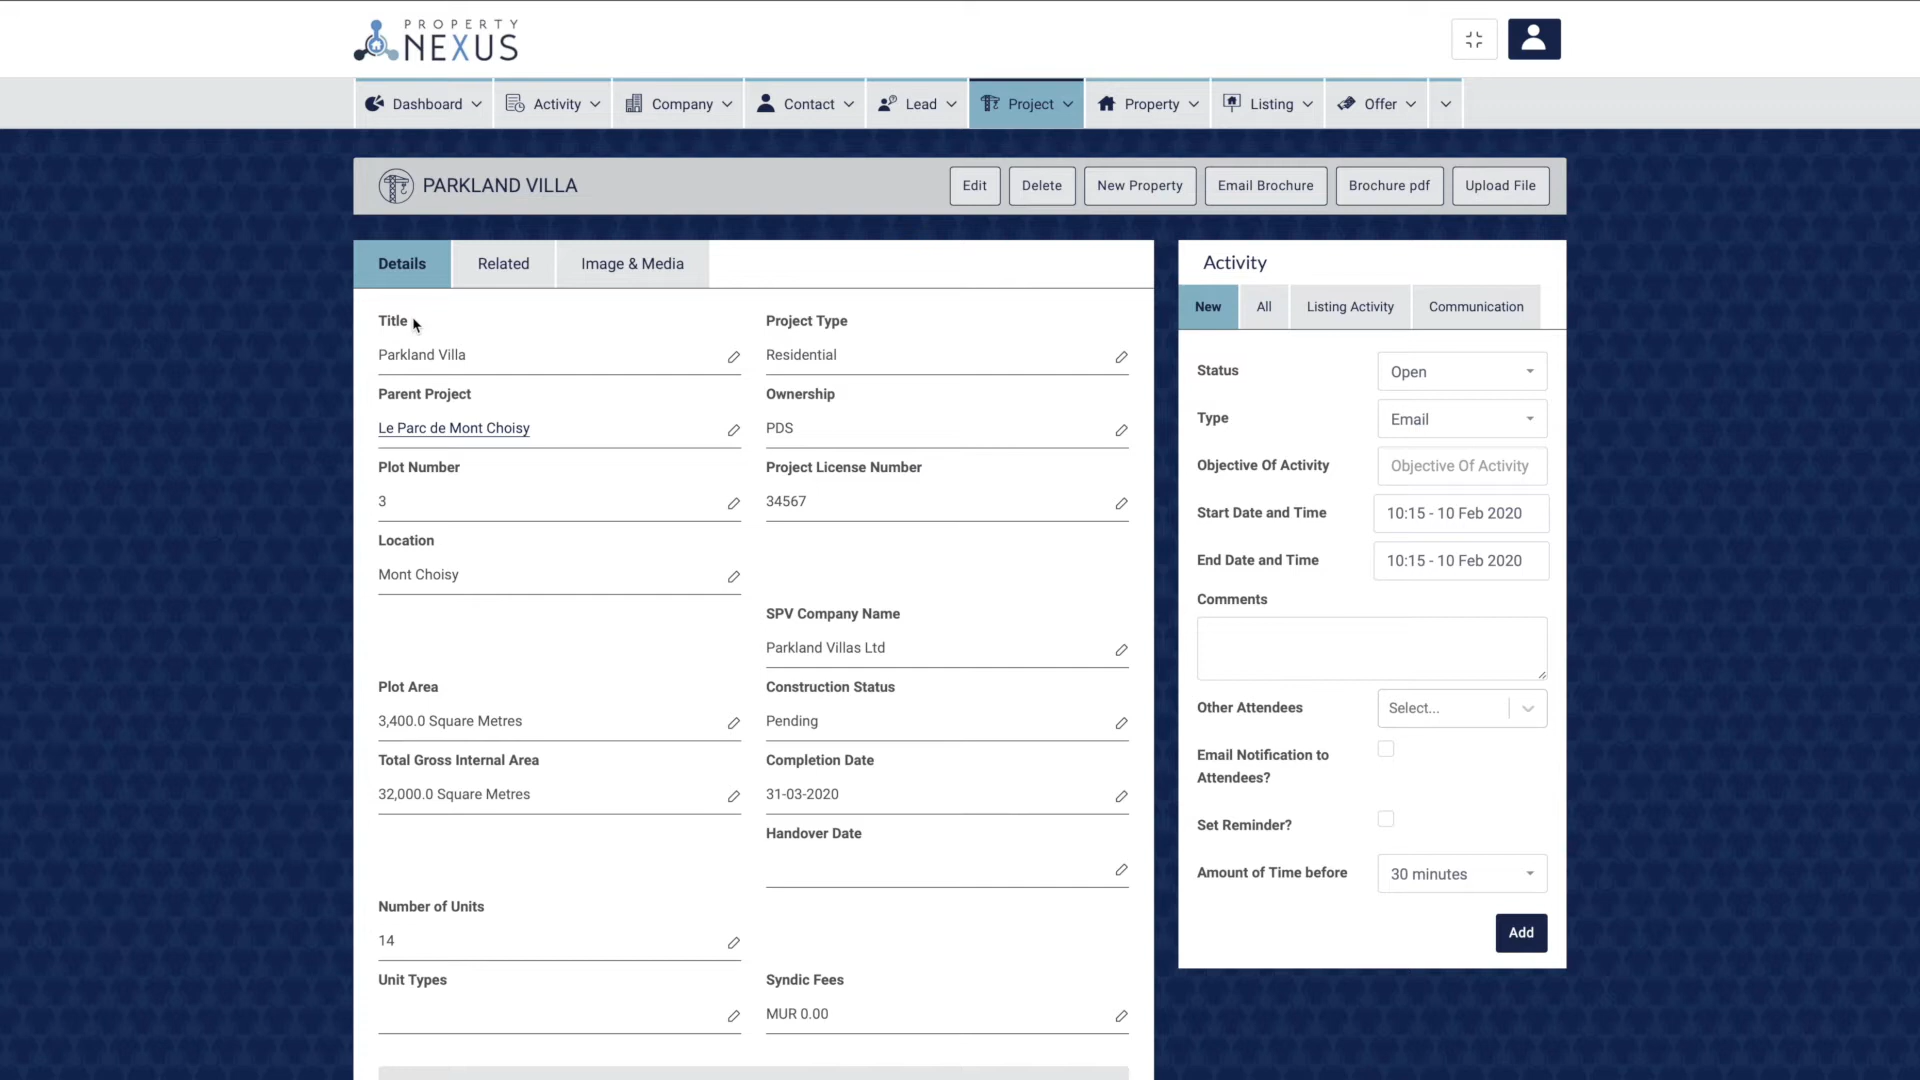 PROPERTY
NEXUS
Dashboard Activity Company Contact Lead Project Property Listing Offer
PARKLAND VILLA
Edit Delete New Property Email Brochure Brochure pdf Upload File
Details Related Image & Media
Title
Parkland Villa
Project Type
Residential
Parent Project
Le Parc de Mont Choisy
Ownership
PDS
Plot Number
3
Project License Number
34567
Location
Mont Choisy
SPV Company Name
Parkland Villas Ltd
Plot Area
3,400.0 Square Metres
Construction Status
Pending
Total Gross Internal Area
32,000.0 Square Metres
Completion Date
31-03-2020
Handover Date
Number of Units
14
Unit Types
Syndic Fees
MUR 0.00
Activity
New All Listing Activity Communication
Status Open
Type Email
Objective Of Activity Objective Of Activity
Start Date and Time 10:15 - 10 Feb 2020
End Date and Time 10:15 - 10 Feb 2020
Comments
Other Attendees Select...
Email Notification to
Attendees?
Set Reminder?
Amount of Time before 30 minutes
Add